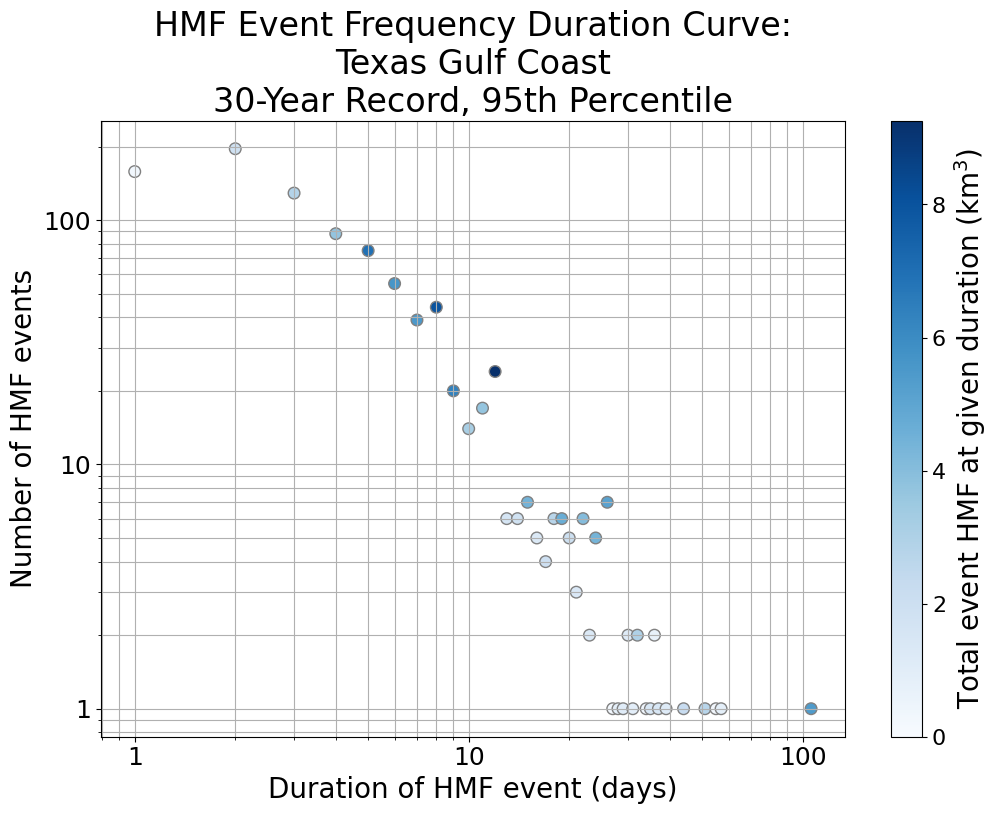 HMF Event Frequency Duration Curve:
Texas Gulf Coast
30-Year Record, 95th Percentile
Number of HMF events
100
10
1
1
10
100
Duration of HMF event (days)
8
6
4
2
0
Total event HMF at given duration (km³)